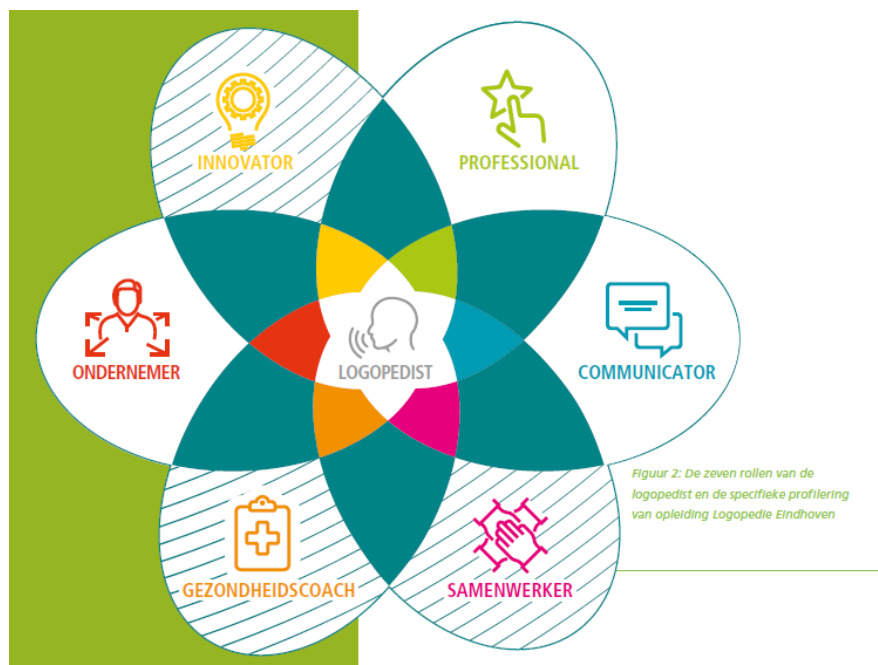 INNOVATOR
PROFESSIONAL
ONDERNEMER
LOGOPEDIST
COMMUNICATOR
Figuur 2: De zeven rollen van de
logopedist en de specifieke profilering
van opleiding Logopedie Eindhoven
GEZONDHEIDSCOACH
SAMENWERKER